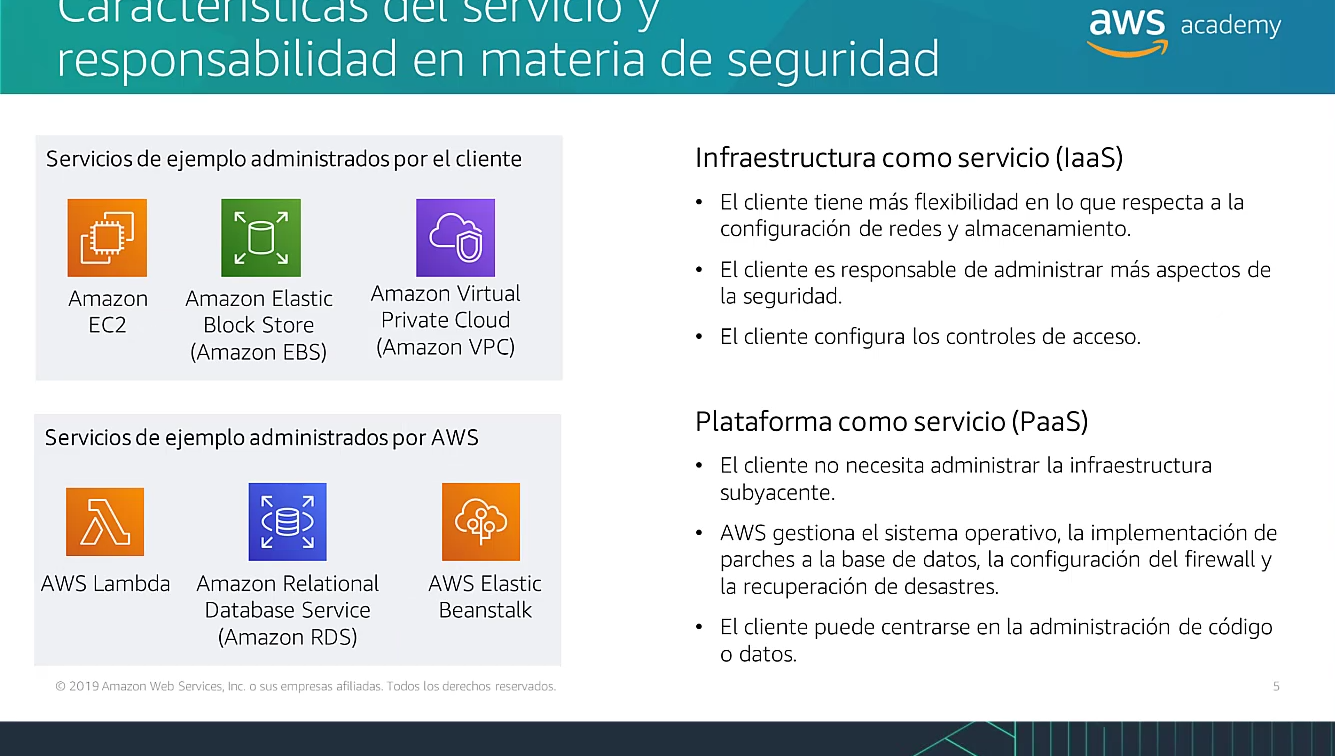 Características del servicio y
responsabilidad en materia de seguridad
aws academy
Servicios de ejemplo administrados por el cliente
Amazon
EC2
Amazon Elastic
Block Store
(Amazon EBS)
Amazon Virtual
Private Cloud
(Amazon VPC)
Infraestructura como servicio (IaaS)
• El cliente tiene más flexibilidad en lo que respecta a la
configuración de redes y almacenamiento.
• El cliente es responsable de administrar más aspectos de
la seguridad.
• El cliente configura los controles de acceso.
Servicios de ejemplo administrados por AWS
AWS Lambda
Amazon Relational
Database Service
(Amazon RDS)
AWS Elastic
Beanstalk
Plataforma como servicio (PaaS)
• El cliente no necesita administrar la infraestructura
subyacente.
• AWS gestiona el sistema operativo, la implementación de
parches a la base de datos, la configuración del firewall y
la recuperación de desastres.
• El cliente puede centrarse en la administración de código
o datos.
© 2019 Amazon Web Services, Inc. o sus empresas afiliadas. Todos los derechos reservados.
5